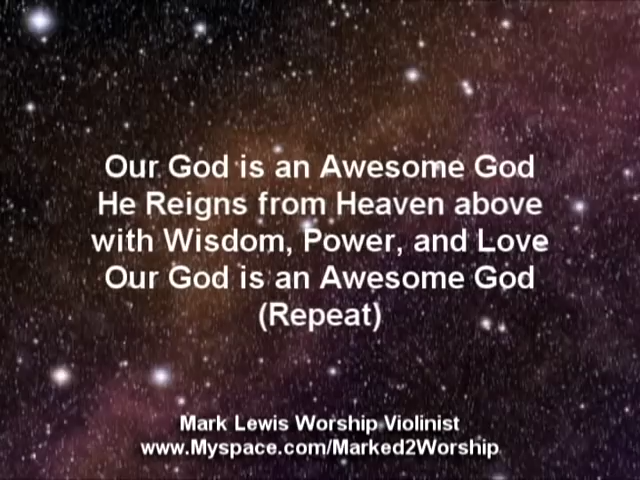 Our God is an Awesome God
He Reigns from Heaven above
with Wisdom, Power, and Love
Our God is an Awesome God
(Repeat)
Mark Lewis Worship Violinist
www.Myspace.com/Marked2Worship